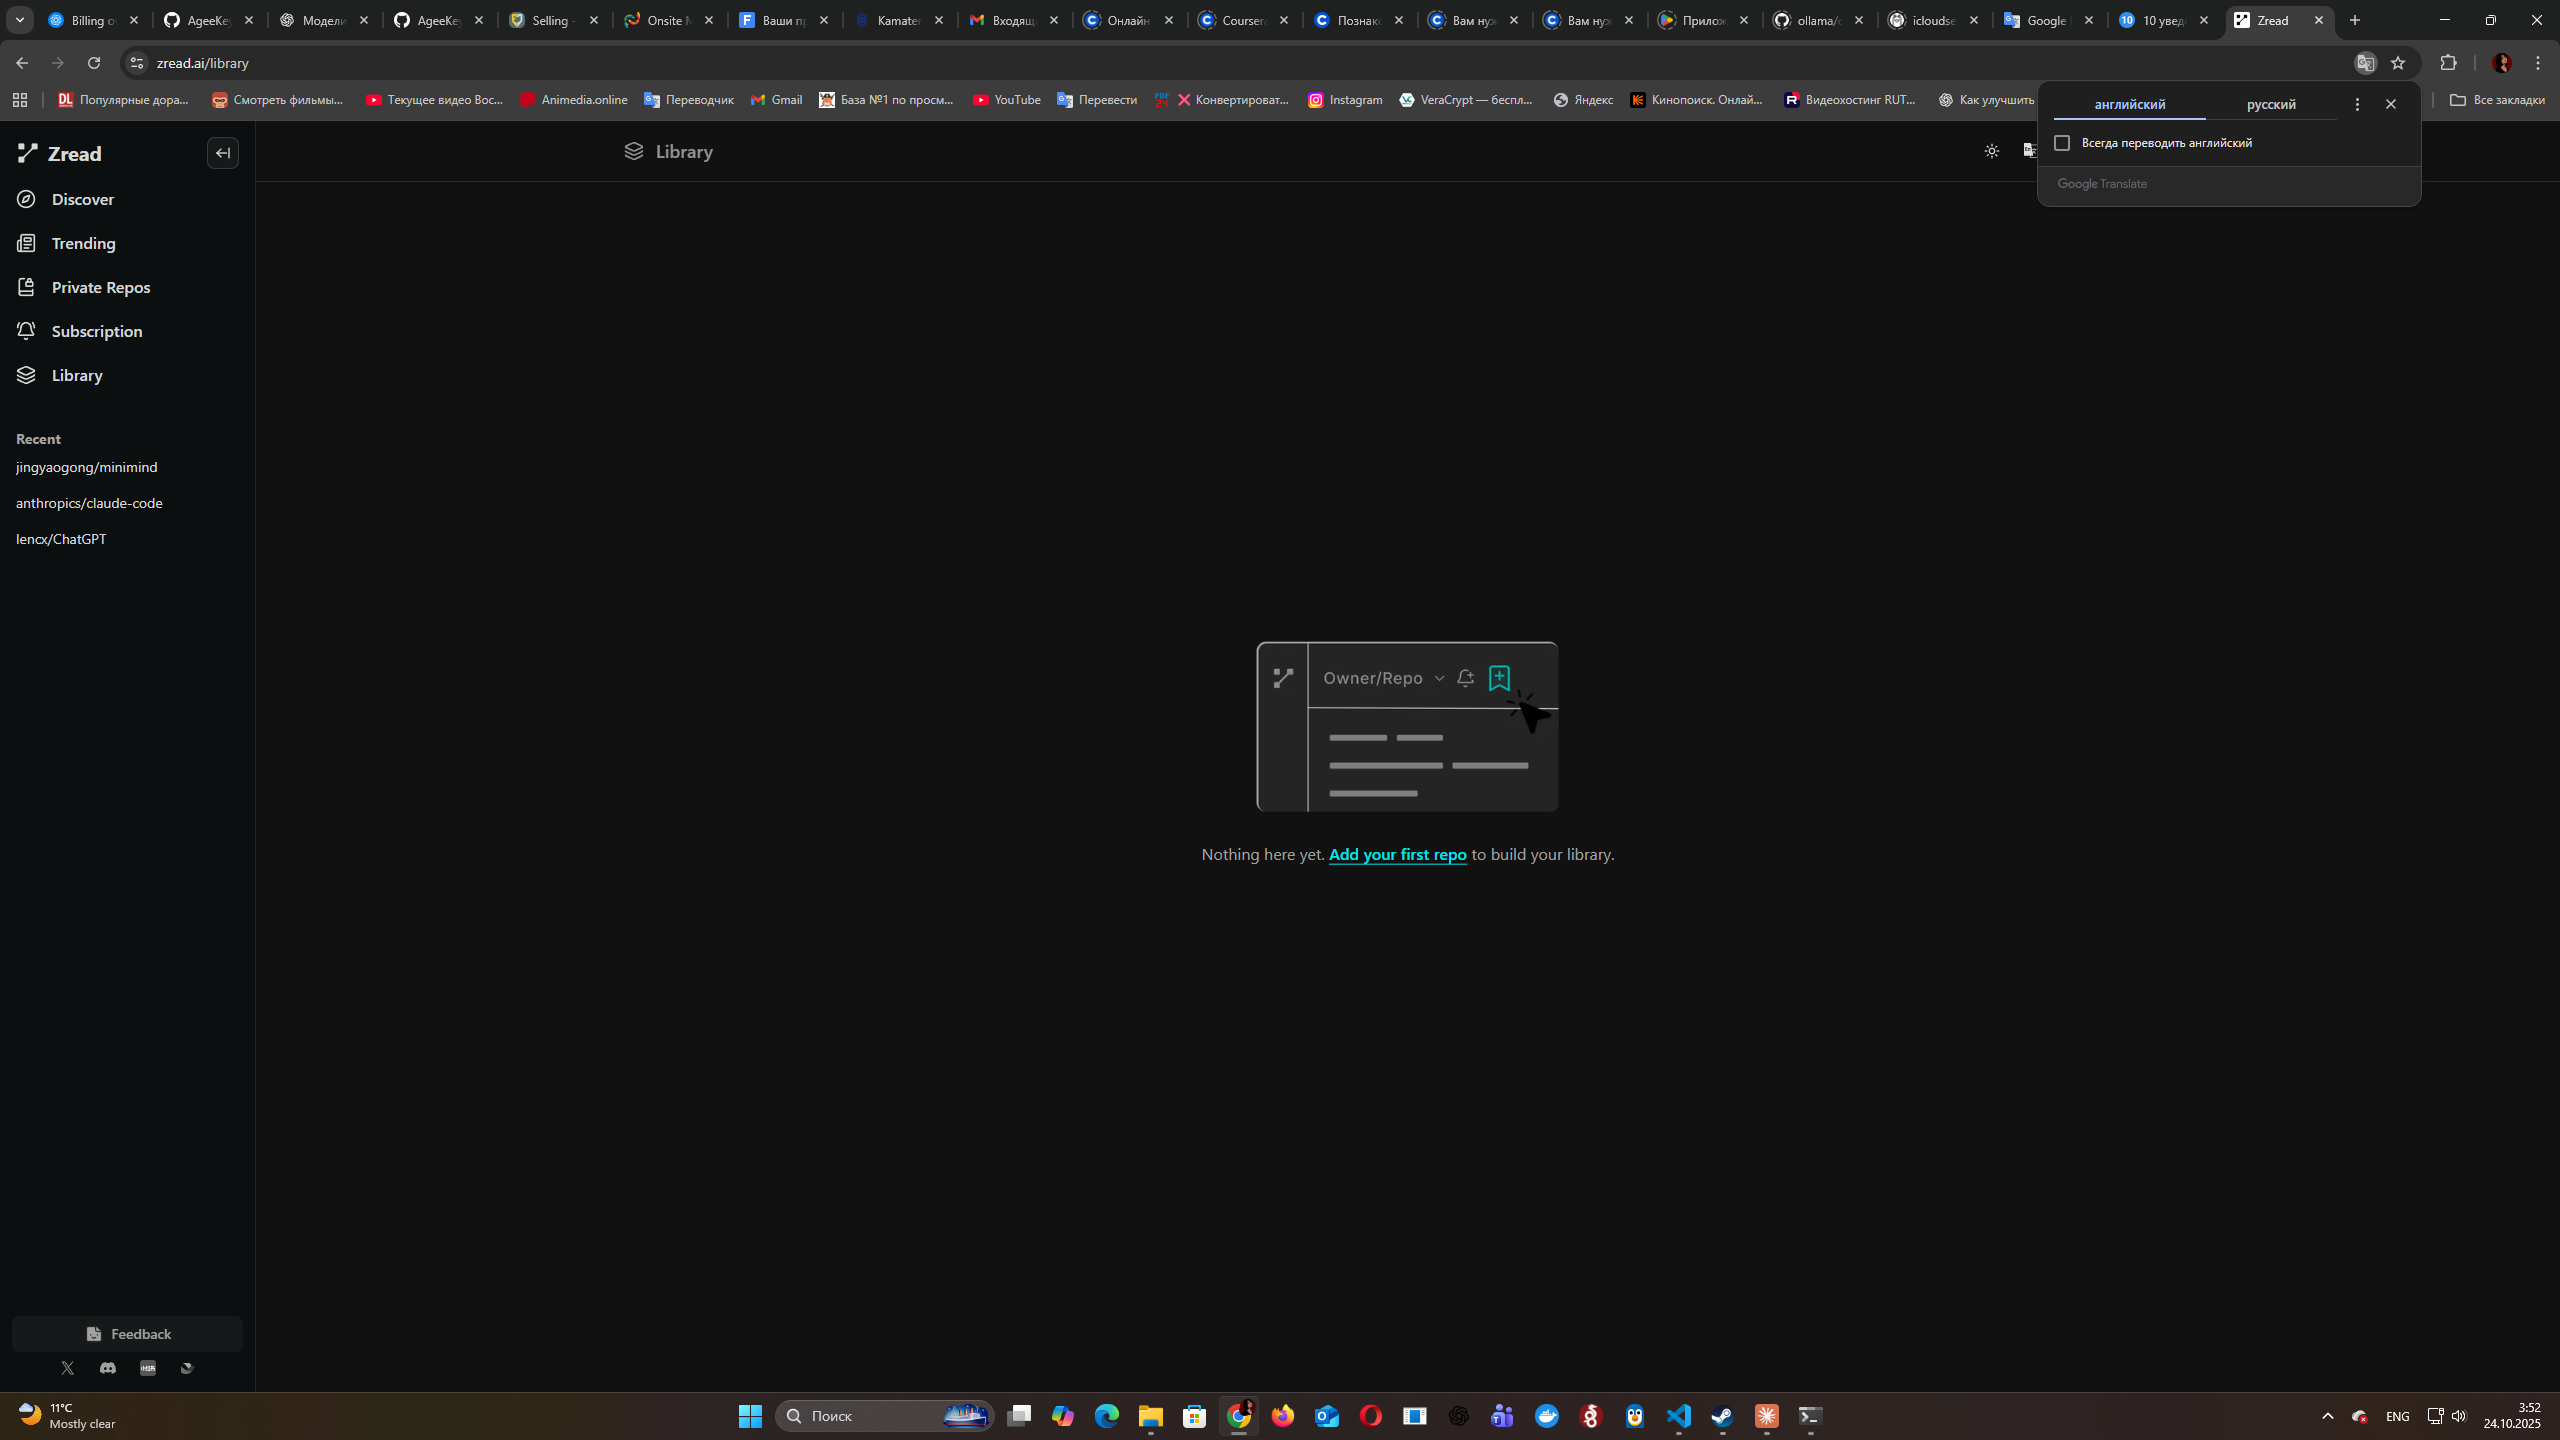 Billing o
AgeeKe
Модели
AgeeKe
Selling -
Onsite M
Ваши пр
Kamater
Входящ
Онлайн
Coursera
Познако
Вам нуж
Вам нуж
Прилож
ollama/c
icloudse
Google
10 увед
Zread
zread.ai/library
Популярные дора...
Смотреть фильмы...
Текущее видео Вос...
Animedia.online
Переводчик
Gmail
База №1 по просм...
YouTube
Перевести
Конвертироват...
Instagram
VeraCrypt — беспл...
Яндекс
Кинопоиск. Онлай...
Видеохостинг RUT...
Как улучшить
Все закладки
английский
русский
Всегда переводить английский
Google Translate
Zread
Library
Discover
Trending
Private Repos
Subscription
Library
Recent
jingyaogong/minimind
anthropics/claude-code
lencx/ChatGPT
Owner/Repo
Nothing here yet. Add your first repo to build your library.
Feedback
11°C
Mostly clear
Поиск
ENG
3:52
24.10.2025